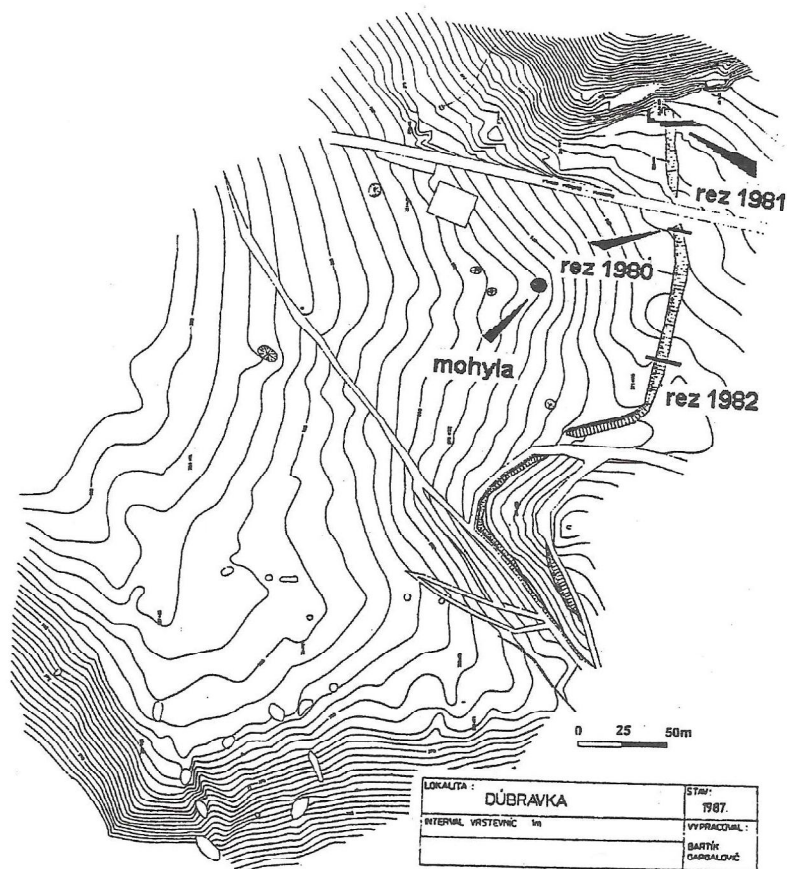 rez 1981
rez 1980
mohyla
rez 1982
0 25 50m
LOKALITA :
DÚBRAVKA
STAV:
1987.
INTERVAL VRSTEVNÍC 1m
VYPRACOVAL :
BARTÍK